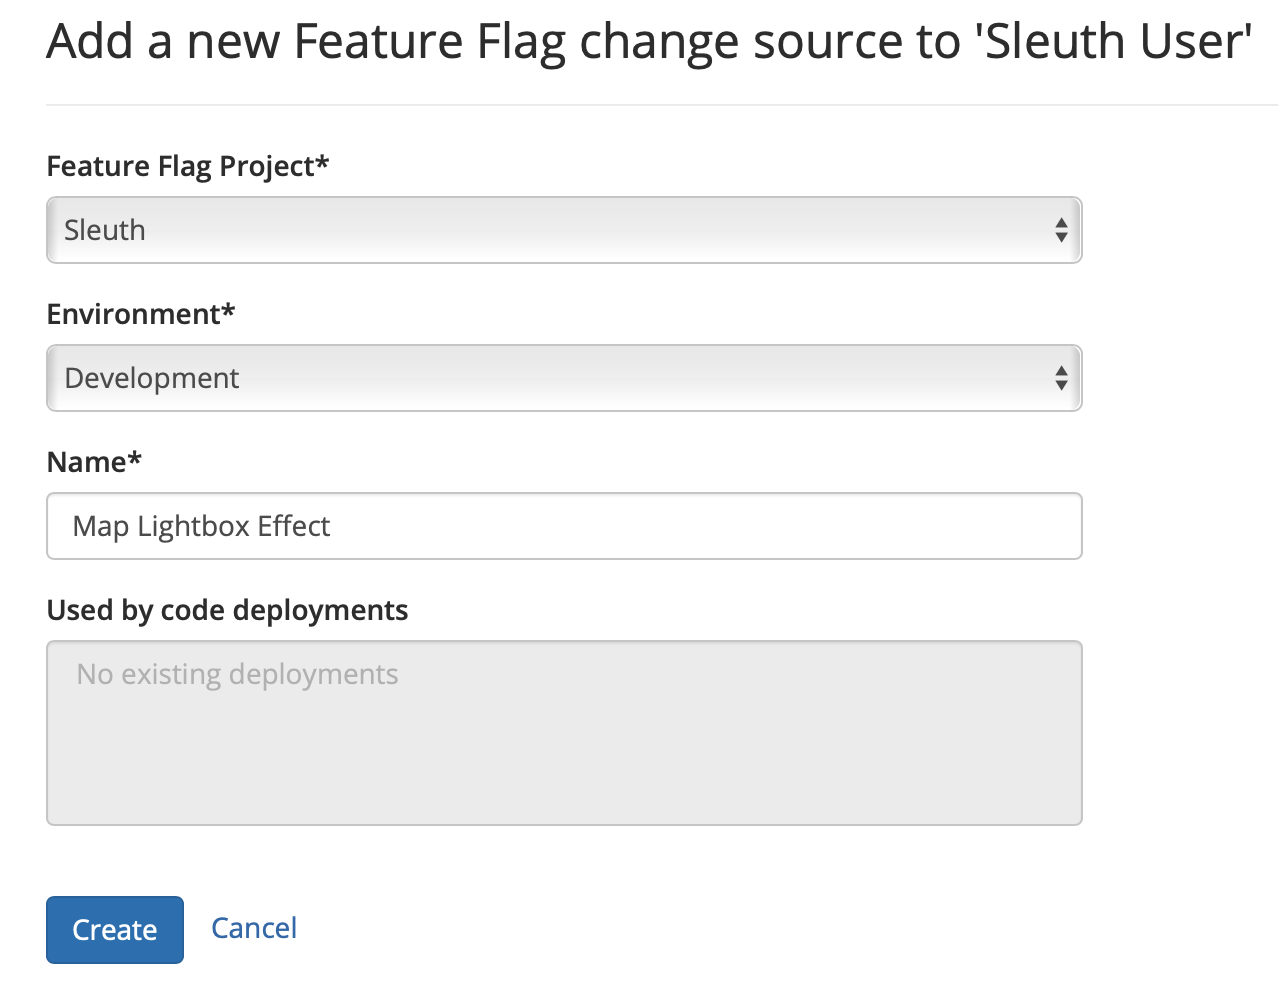 Add a new Feature Flag change source to 'Sleuth User'
Feature Flag Project*
Sleuth
Environment*
Development
Name*
Map Lightbox Effect
Used by code deployments
No existing deployments
Create Cancel